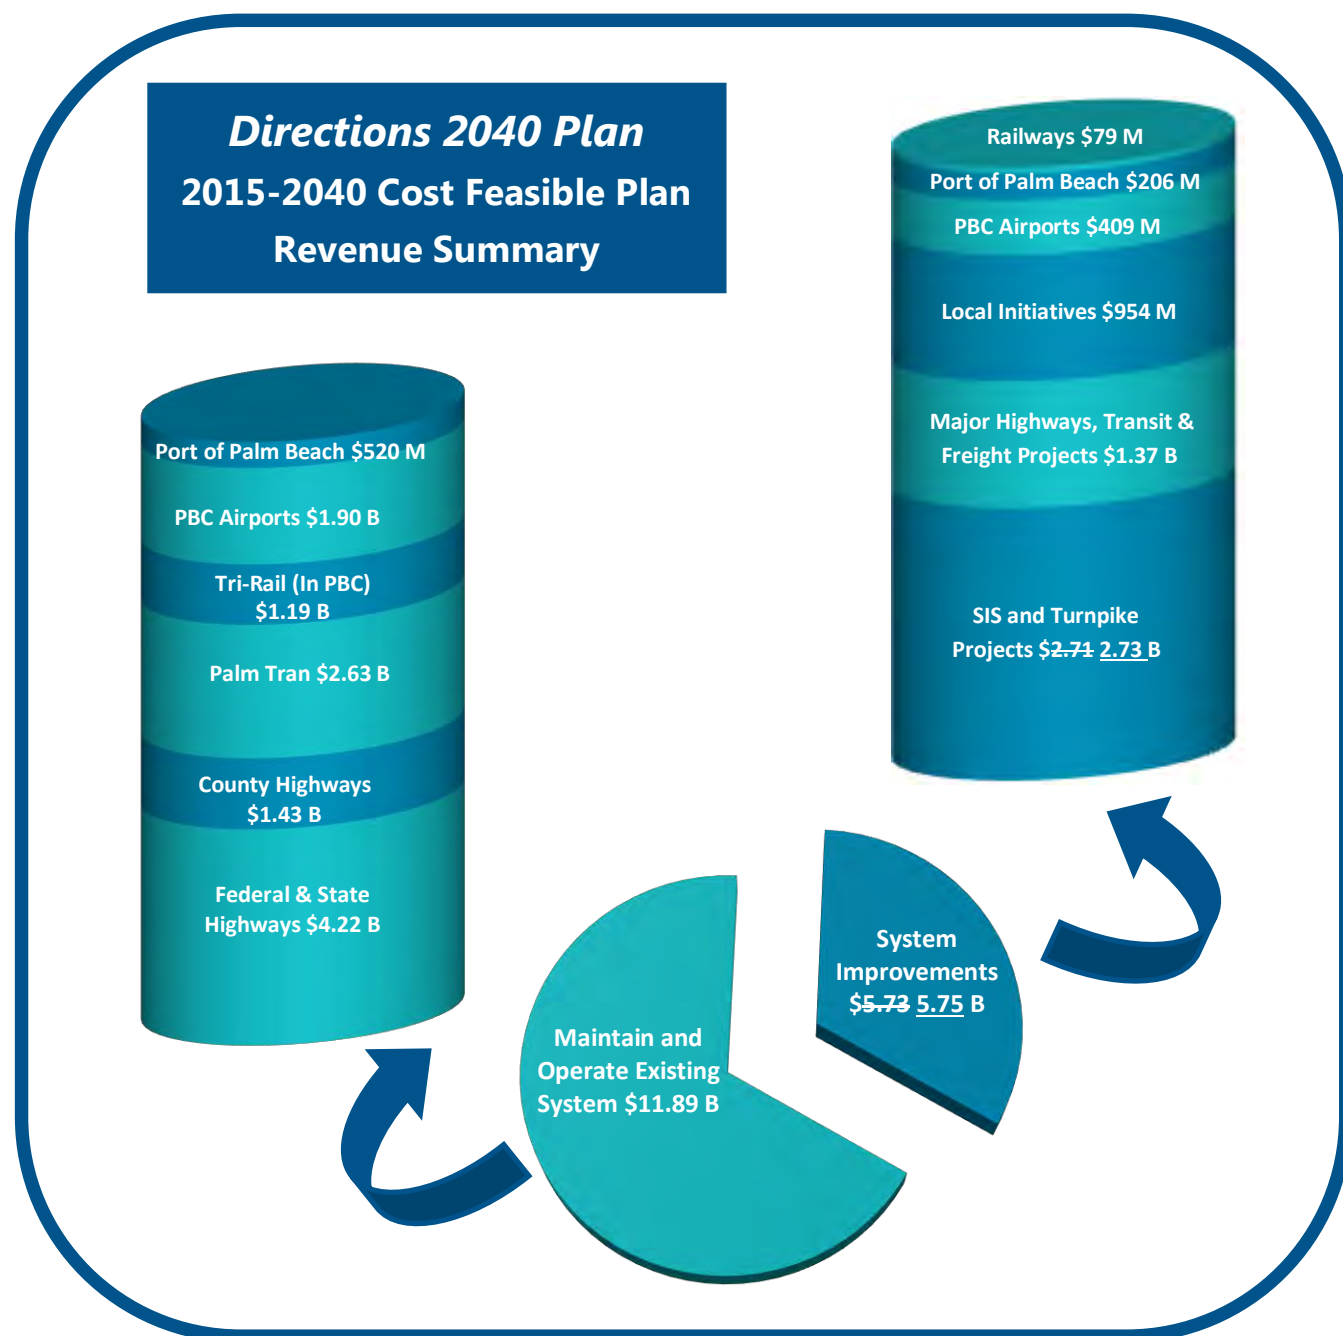 Directions 2040 Plan
2015-2040 Cost Feasible Plan
Revenue Summary
Railways $79 M
Port of Palm Beach $206 M
PBC Airports $409 M
Local Initiatives $954 M
Major Highways, Transit &
Freight Projects $1.37 B
SIS and Turnpike
Projects $2.71 2.73 B
Port of Palm Beach $520 M
PBC Airports $1.90 B
Tri-Rail (In PBC)
$1.19 B
Palm Tran $2.63 B
County Highways
$1.43 B
Federal & State
Highways $4.22 B
System
Improvements
$5.73 5.75 B
Maintain and
Operate Existing
System $11.89 B